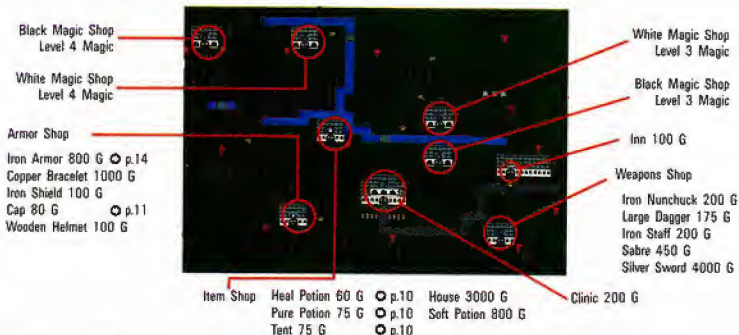 Black Magic Shop
Level 4 Magic
White Magic Shop
Level 4 Magic
Armor Shop
Iron Armor 800 G O p.14
Copper Bracelet 1000 G
Iron Shield 100 G
Cap 80 G O p.11
Wooden Helmet 100 G
White Magic Shop
Level 3 Magic
Black Magic Shop
Level 3 Magic
Inn 100 G
Weapons Shop
Iron Nunchuck 200 G
Large Dagger 175 G
Iron Staff 200 G
Sabre 450 G
Silver Sword 4000 G
Item Shop Heal Potion 60 G O p.10 House 3000 G
Pure Potion 75 G O p.10 Soft Potion 800 G
Tent 75 G O p.10
Clinic 200 G